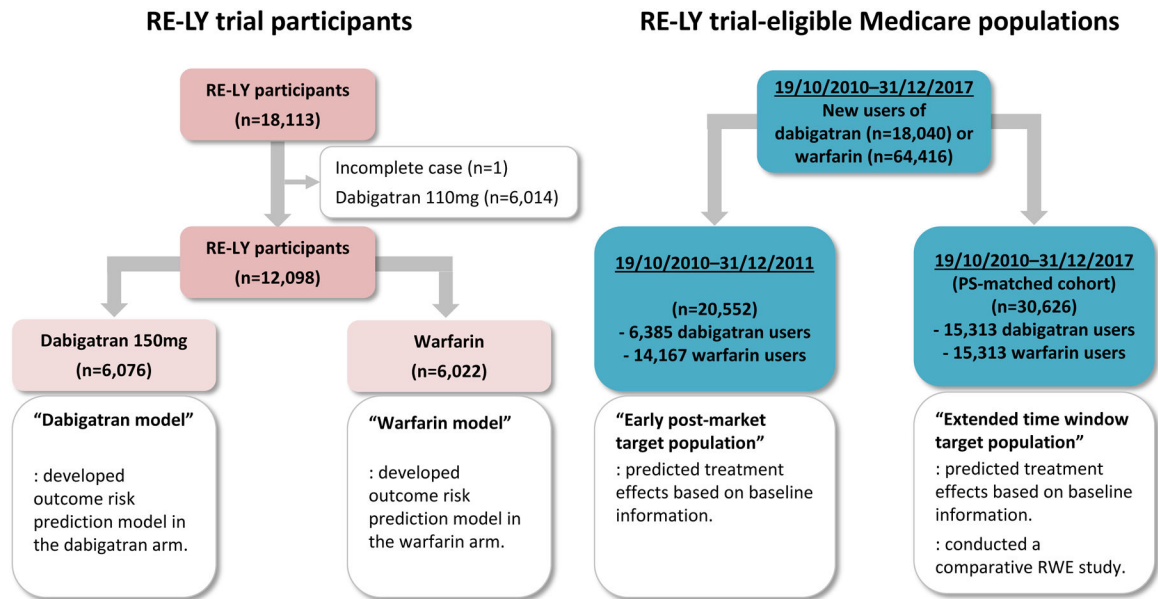 RE-LY trial participants
RE-LY participants
(n=18,113)
Incomplete case (n=1)
Dabigatran 110mg (n=6,014)
RE-LY participants
(n=12,098)
Dabigatran 150mg
(n=6,076)
Warfarin
(n=6,022)
“Dabigatran model”
: developed
outcome risk
prediction model in
the dabigatran arm.
“Warfarin model”
: developed
outcome risk
prediction model in
the warfarin arm.
RE-LY trial-eligible Medicare populations
19/10/2010–31/12/2017
New users of
dabigatran (n=18,040) or
warfarin (n=64,416)
19/10/2010–31/12/2011
(n=20,552)
- 6,385 dabigatran users
- 14,167 warfarin users
19/10/2010–31/12/2017
(PS-matched cohort)
(n=30,626)
- 15,313 dabigatran users
- 15,313 warfarin users
“Early post-market
target population”
: predicted treatment
effects based on baseline
information.
“Extended time window
target population”
: predicted treatment
effects based on baseline
information.
: conducted a
comparative RWE study.